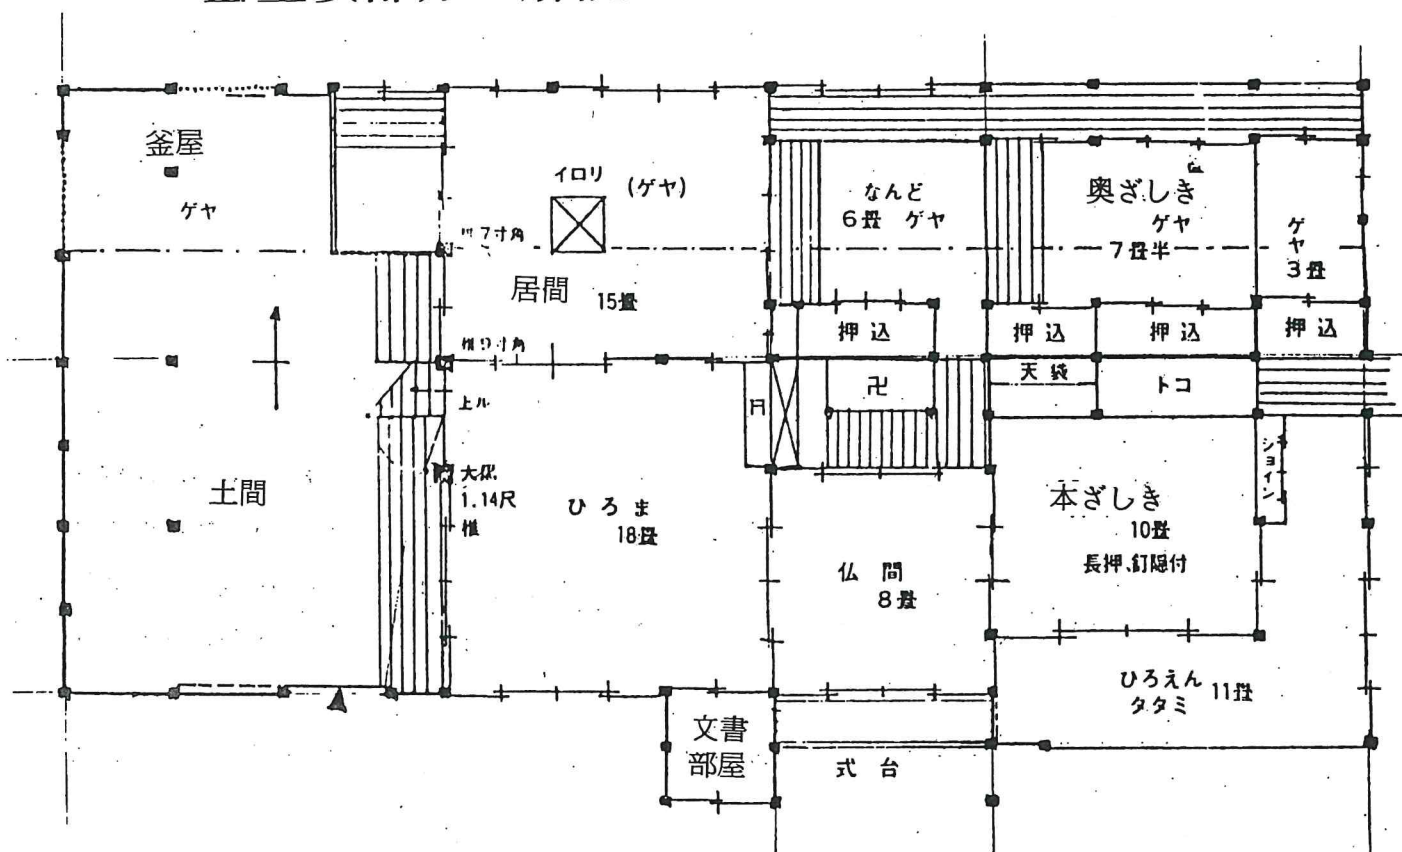 釜屋
ゲヤ
イロリ
(ゲヤ)
7寸角
居間 15畳
なんど
6畳 ゲヤ
奥ざしき
ゲヤ
7畳半
ゲヤ
3畳
押込
押込
押込
押込
天袋
トコ
卍
寸角
上ル
土間
1.14尺
ひろま
18畳
仏間
8畳
本ざしき
10畳
長押、釘隠付
ショイン
ひろえん
タタミ
11畳
文書
部屋
式台